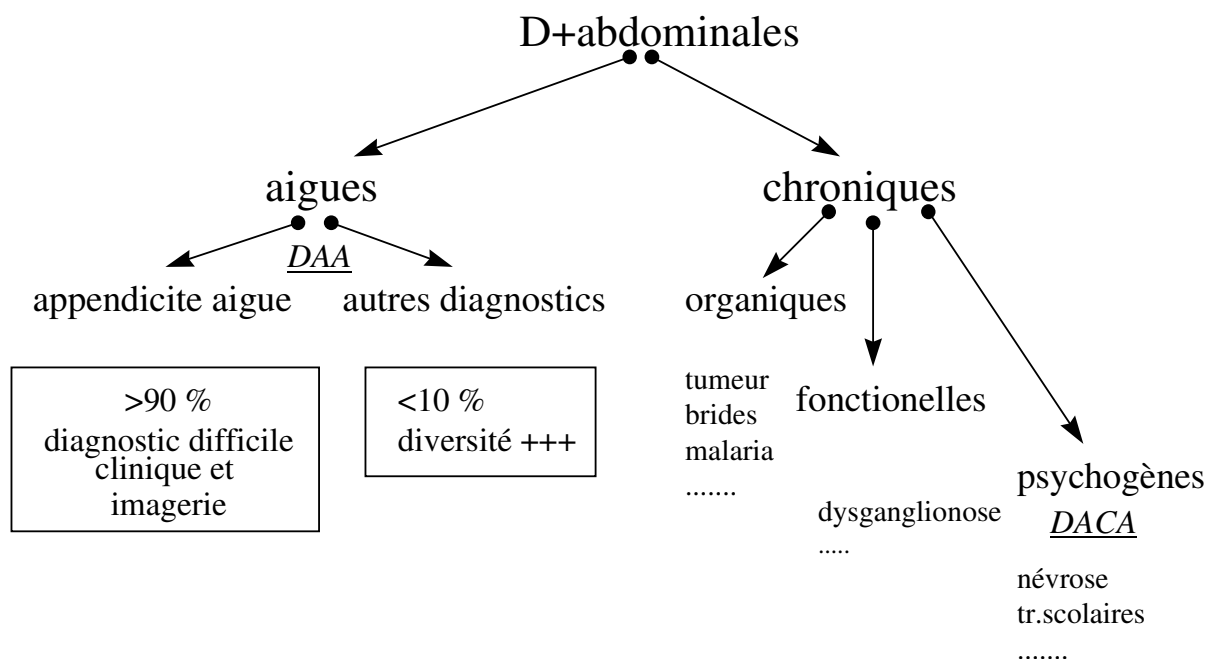 D+abdominales
aigues
chroniques
DAA
appendicite aigue
autres diagnostics
organiques
>90 %
diagnostic difficile
clinique et
imagerie
<10 %
diversité +++
tumeur
brides
malaria
.......
fonctionelles
dysganglionose
.....
psychogènes
DACA
névrose
tr.scolaires
.......